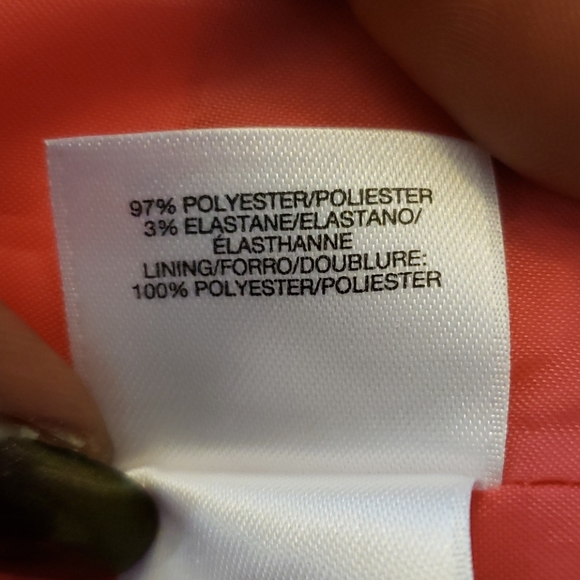 97% POLYESTER/POLIESTER
3% ELASTANE/ELASTANO/
ÉLASTHANNE
LINING/FORRO/DOUBLURE:
100% POLYESTER/POLIESTER